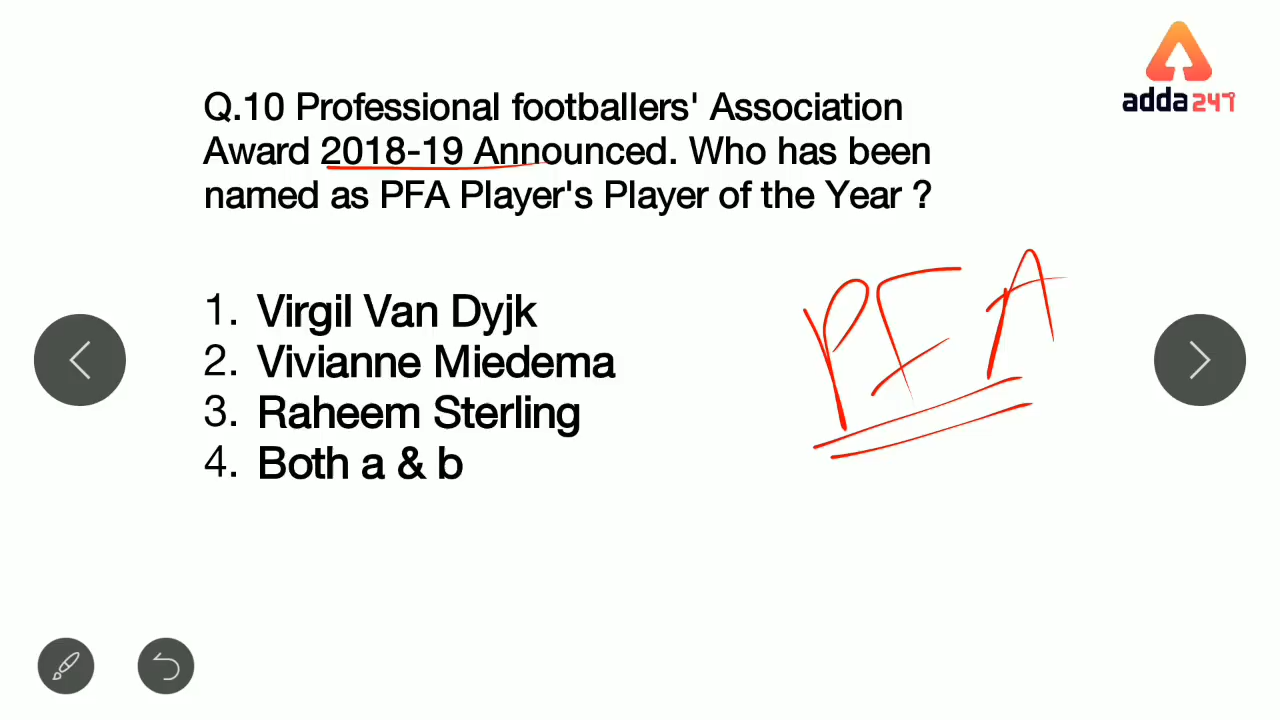 adda247
Q.10 Professional footballers' Association
Award 2018-19 Announced. Who has been
named as PFA Player's Player of the Year ?
1. Virgil Van Dyjk
2. Vivianne Miedema
3. Raheem Sterling
4. Both a & b
PFA